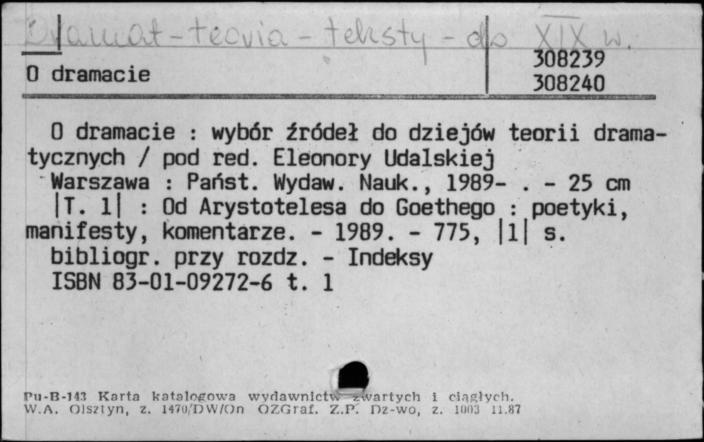 Dramat - teoria - teksty - do XIX w.
308239
O dramacie
308240
O dramacie : wybór źródeł do dziejów teorii drama-
tycznych / pod red. Eleonory Udalskiej
Warszawa : Państ. Wydaw. Nauk., 1989- . - 25 cm
|T. 1| : Od Arystotelesa do Goethego : poetyki,
manifesty, komentarze. - 1989. - 775, |1| s.
bibliogr. przy rozdz. - Indeksy
ISBN 83-01-09272-6 t. 1
Pu-B-143 Karta katalogowa wydawnictw zwartych i ciągłych.
W.A. Olsztyn, z. 1470/DW/On OZGraf. Z.P. Dz-wo, z. 1003 11.87